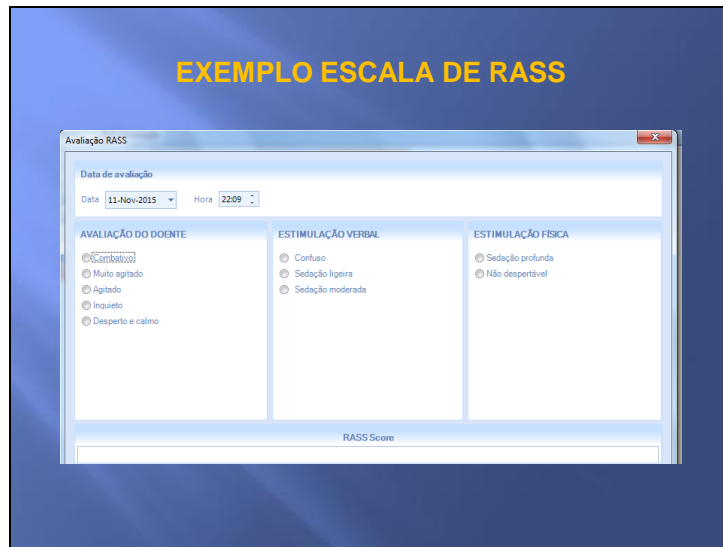 EXEMPLO ESCALA DE RASS
Avaliação RASS
Data de avaliação
Data 11-Nov-2015 Hora 22:09
AVALIAÇÃO DO DOENTE
Combativo
Muito agitado
Agitado
Inquieto
Desperto e calmo
ESTIMULAÇÃO VERBAL
Confuso
Sedação ligeira
Sedação moderada
ESTIMULAÇÃO FÍSICA
Sedação profunda
Não despertável
RASS Score